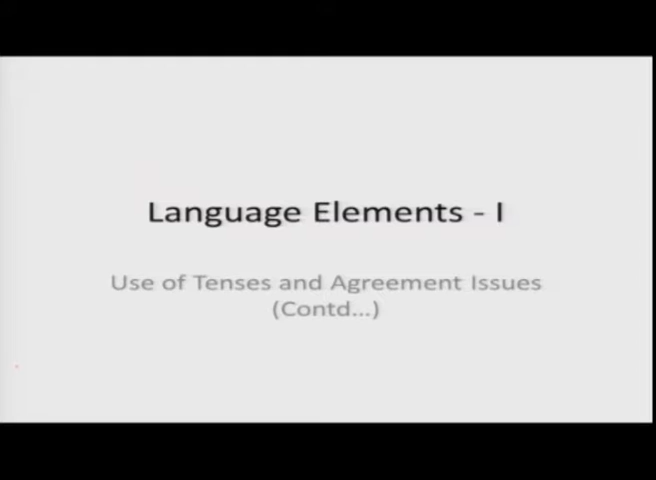 Language Elements - I
Use of Tenses and Agreement Issues
(Contd...)